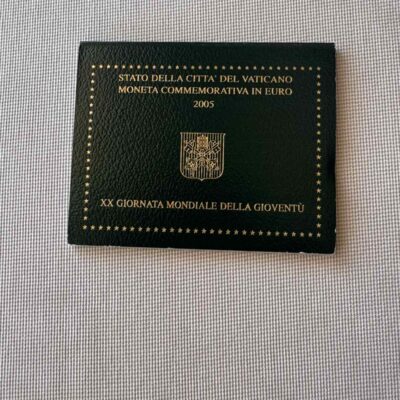 STATO DELLA CITTA' DEL VATICANO
MONETA COMMEMORATIVA IN EURO
2005
XX GIORNATA MONDIALE DELLA GIOVENTÙ